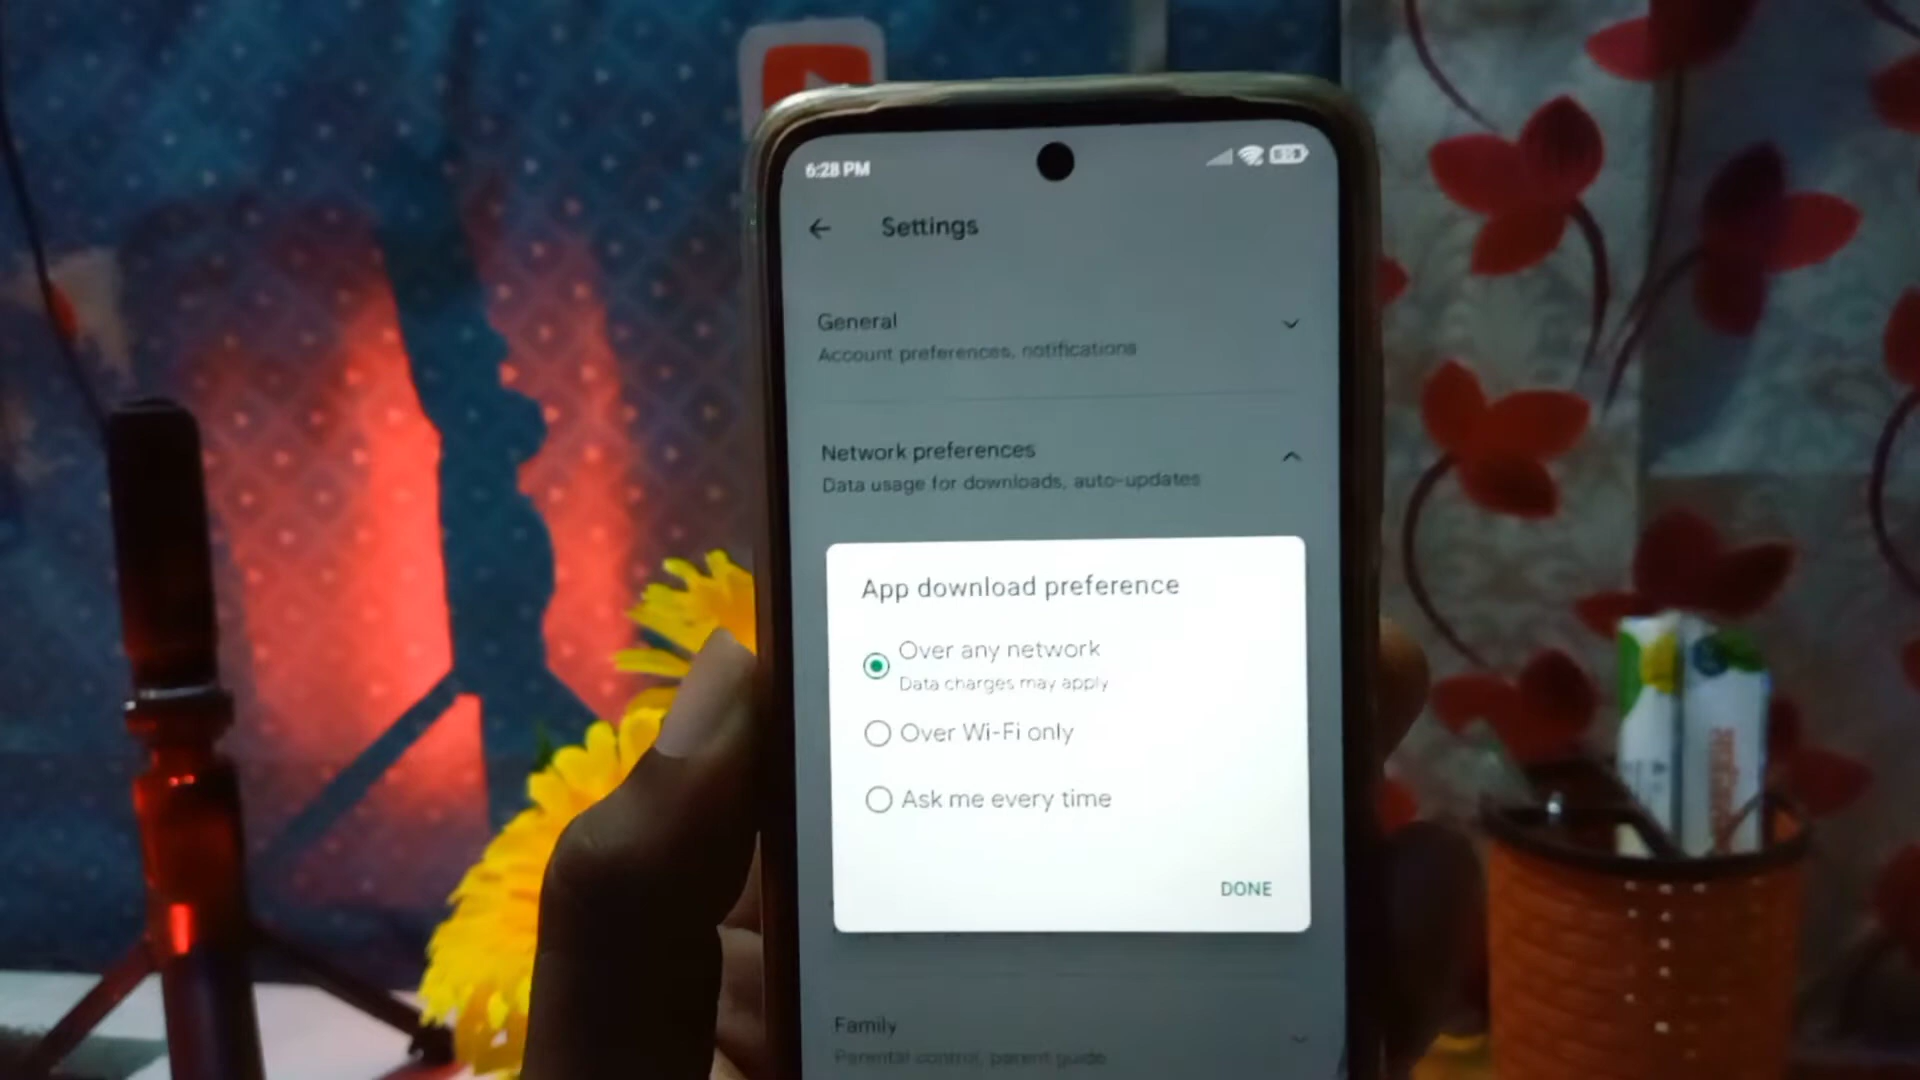 6:28 PM
Settings
General
Account preferences, notifications
Network preferences
Data usage for downloads, auto-updates
App download preference
Over any network
Data charges may apply
Over Wi-Fi only
Ask me every time
DONE
Family
Parental control, parent guide